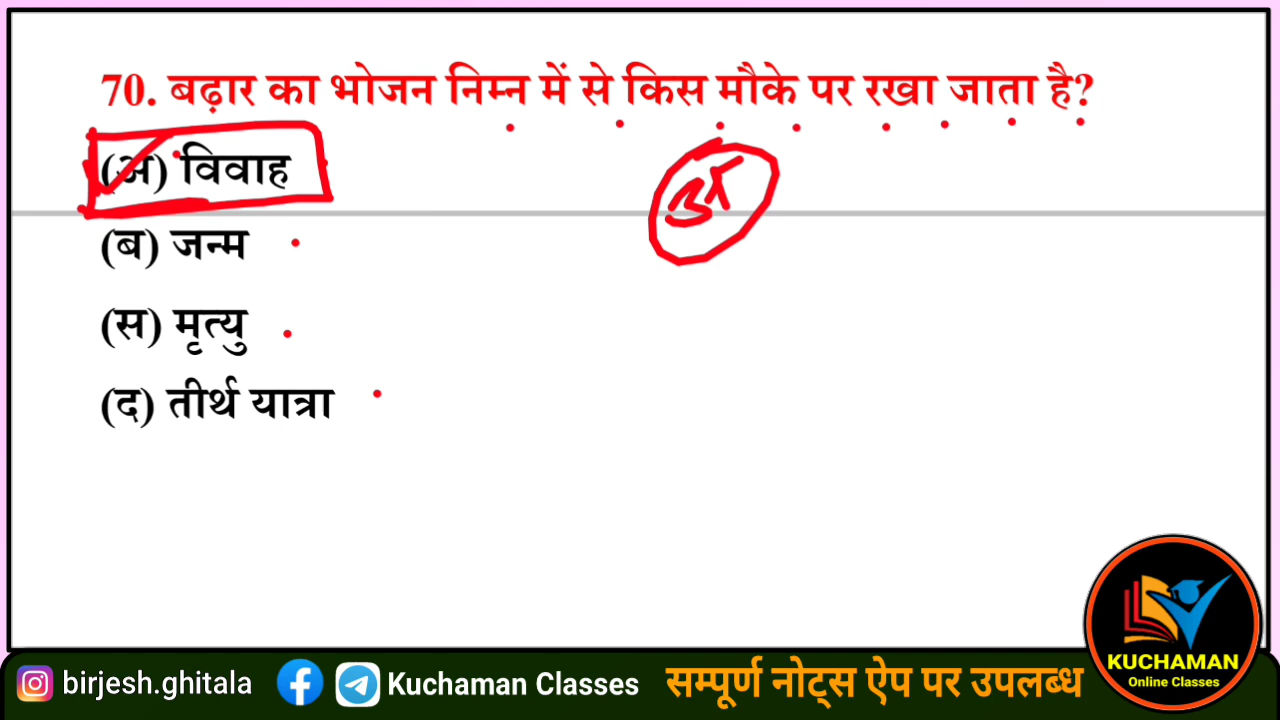 70. बढ़ार का भोजन निम्न में से किस मौके पर रखा जाता है?
(अ) विवाह
अ
(ब) जन्म
(स) मृत्यु
(द) तीर्थ यात्रा
KUCHAMAN
Online Classes
birjesh.ghitala Kuchaman Classes सम्पूर्ण नोट्स ऐप पर उपलब्ध